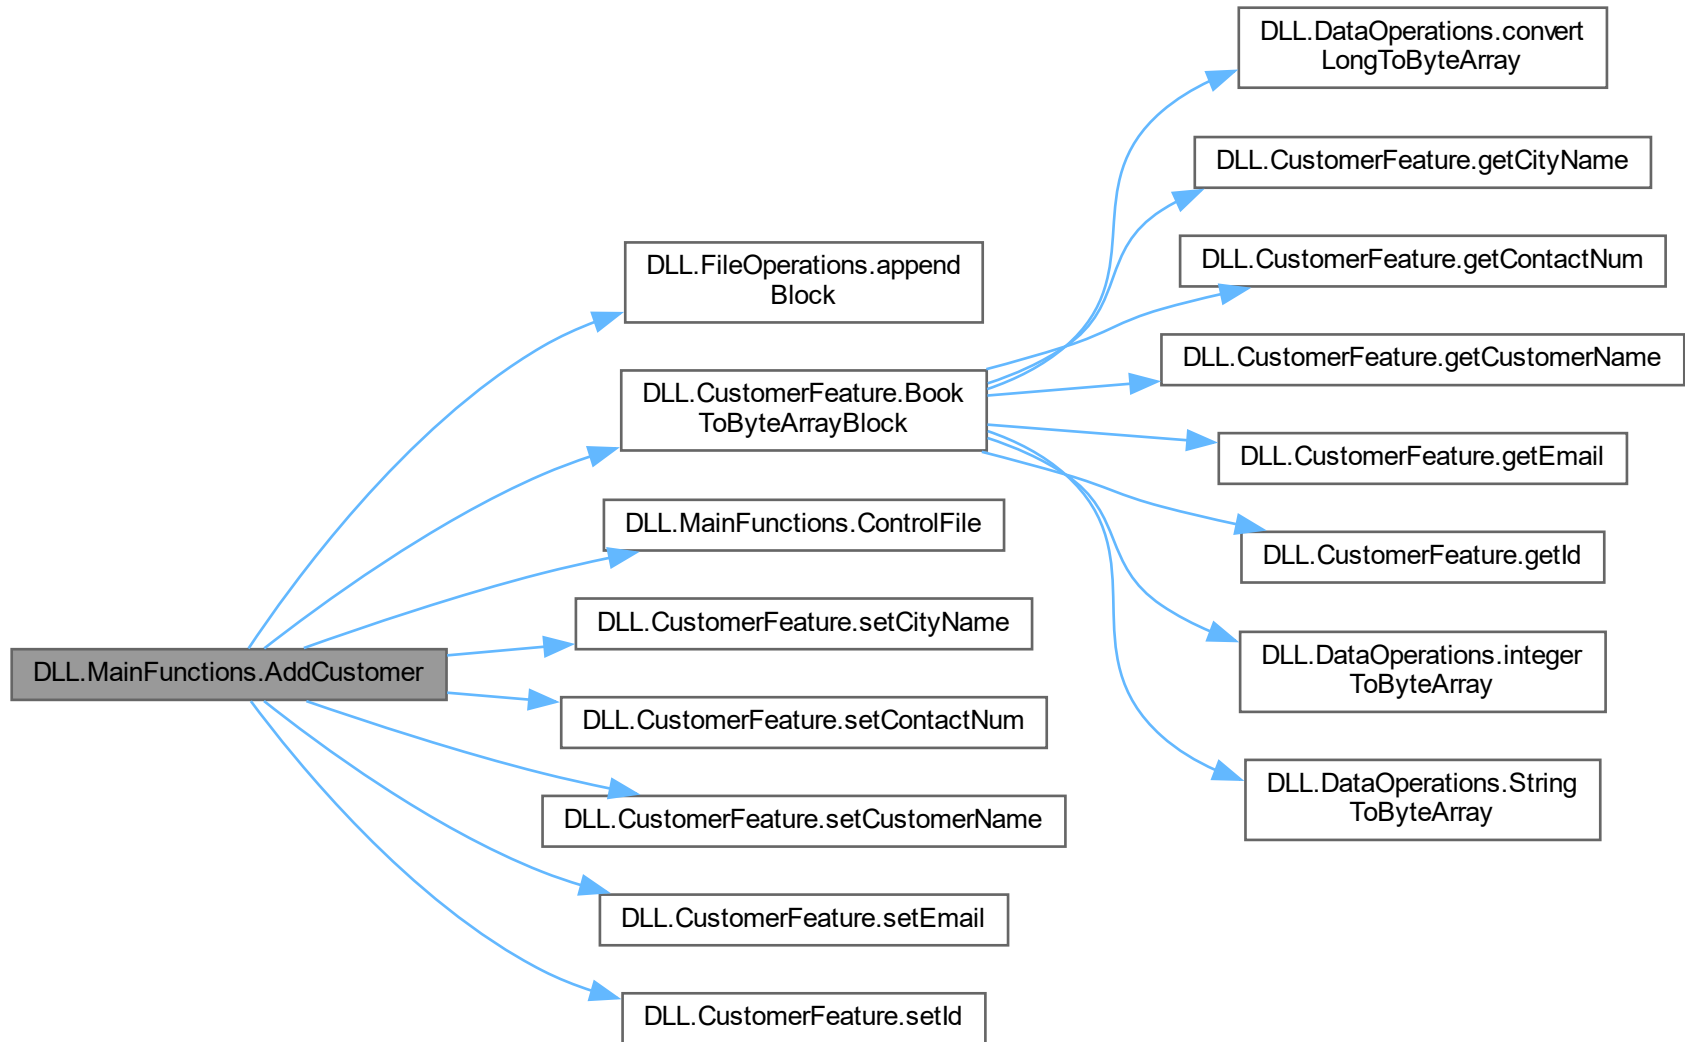 DLL.MainFunctions.AddCustomer
DLL.FileOperations.append
Block
DLL.CustomerFeature.Book
ToByteArrayBlock
DLL.MainFunctions.ControlFile
DLL.CustomerFeature.setCityName
DLL.CustomerFeature.setContactNum
DLL.CustomerFeature.setCustomerName
DLL.CustomerFeature.setEmail
DLL.CustomerFeature.setId
DLL.DataOperations.convert
LongToByteArray
DLL.CustomerFeature.getCityName
DLL.CustomerFeature.getContactNum
DLL.CustomerFeature.getCustomerName
DLL.CustomerFeature.getEmail
DLL.CustomerFeature.getId
DLL.DataOperations.integer
ToByteArray
DLL.DataOperations.String
ToByteArray